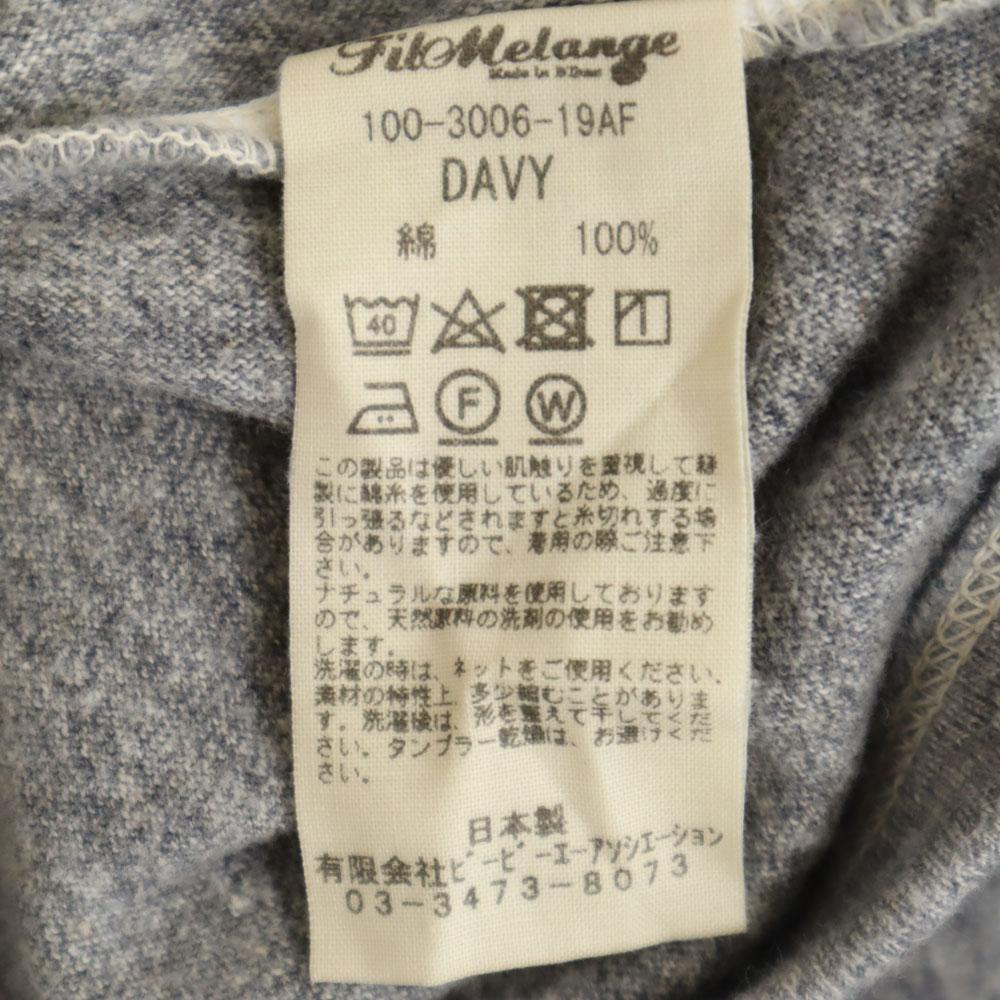 FilMelange
100-3006-19AF
DAVY
綿 100%
40
F W
この製品は優しい肌触りを重視して縫
製に綿糸を使用しているため、過度に
引っ張るなどされますと糸切れする場
合がありますので、着用の際ご注意下
さい。
ナチュラルな原料を使用しております
ので、天然原料の洗剤の使用をお勧め
します。
洗濯の時は、ネットをご使用ください。
素材の特性上、多少縮むことがありま
す。洗濯後は、形を整えて干してくだ
さい。タンブラー乾燥は、お避けくだ
さい。
日本製
有限会社ビービーエーアソシエーション
03-3473-8073